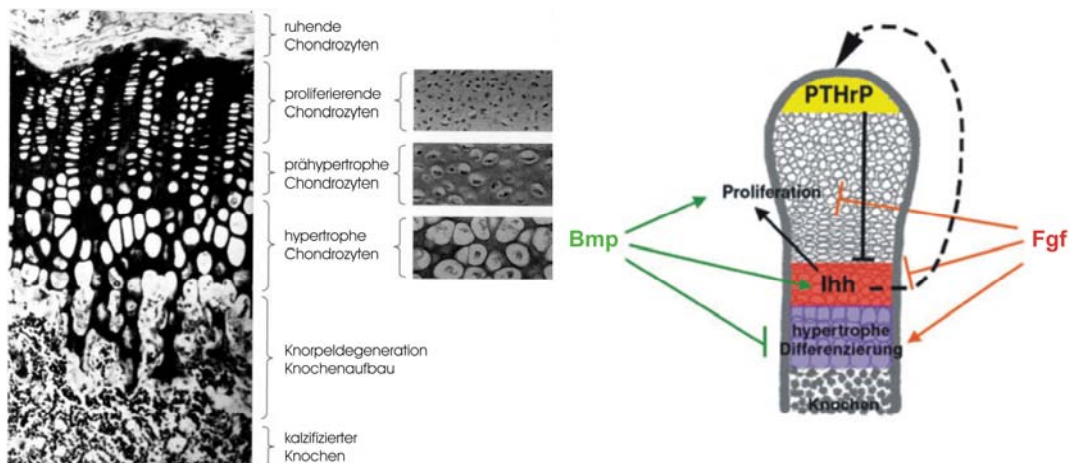 ruhende
Chondrozyten
proliferierende
Chondrozyten
prähypertrophe
Chondrozyten
hypertrophe
Chondrozyten
Knorpeldegeneration
Knochenaufbau
kalzifizierter
Knochen
PTHrP
Proliferation
Bmp
Fgf
Ihh
hypertrophe
Differenzierung
Knochen